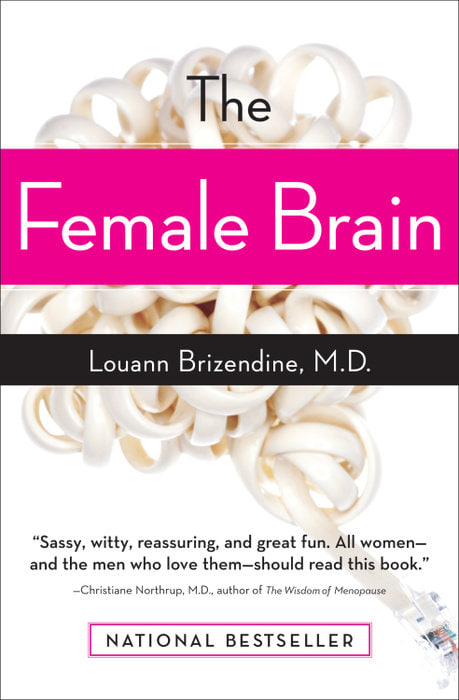 The
Female Brain
Louann Brizendine, M.D.
“Sassy, witty, reassuring, and great fun. All women—
and the men who love them—should read this book.”
—Christiane Northrup, M.D., author of The Wisdom of Menopause
NATIONAL BESTSELLER